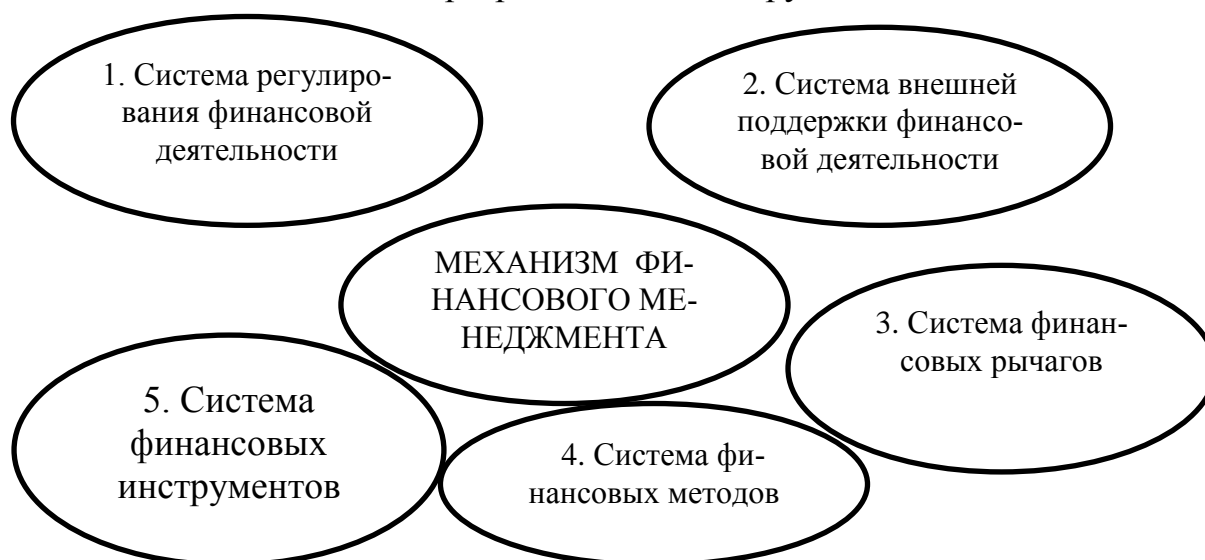 1. Система регулиро-
вания финансовой
деятельности
2. Система внешней
поддержки финансо-
вой деятельности
МЕХАНИЗМ ФИ-
НАНСОВОГО МЕ-
НЕДЖМЕНТА
3. Система финан-
совых рычагов
5. Система
финансовых
инструментов
4. Система фи-
нансовых методов